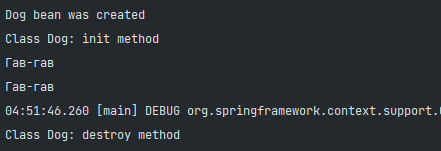 Dog bean was created
Class Dog: init method
Гав-гав
Гав-гав
04:51:46.260 [main] DEBUG org.springframework.context.support.
Class Dog: destroy method